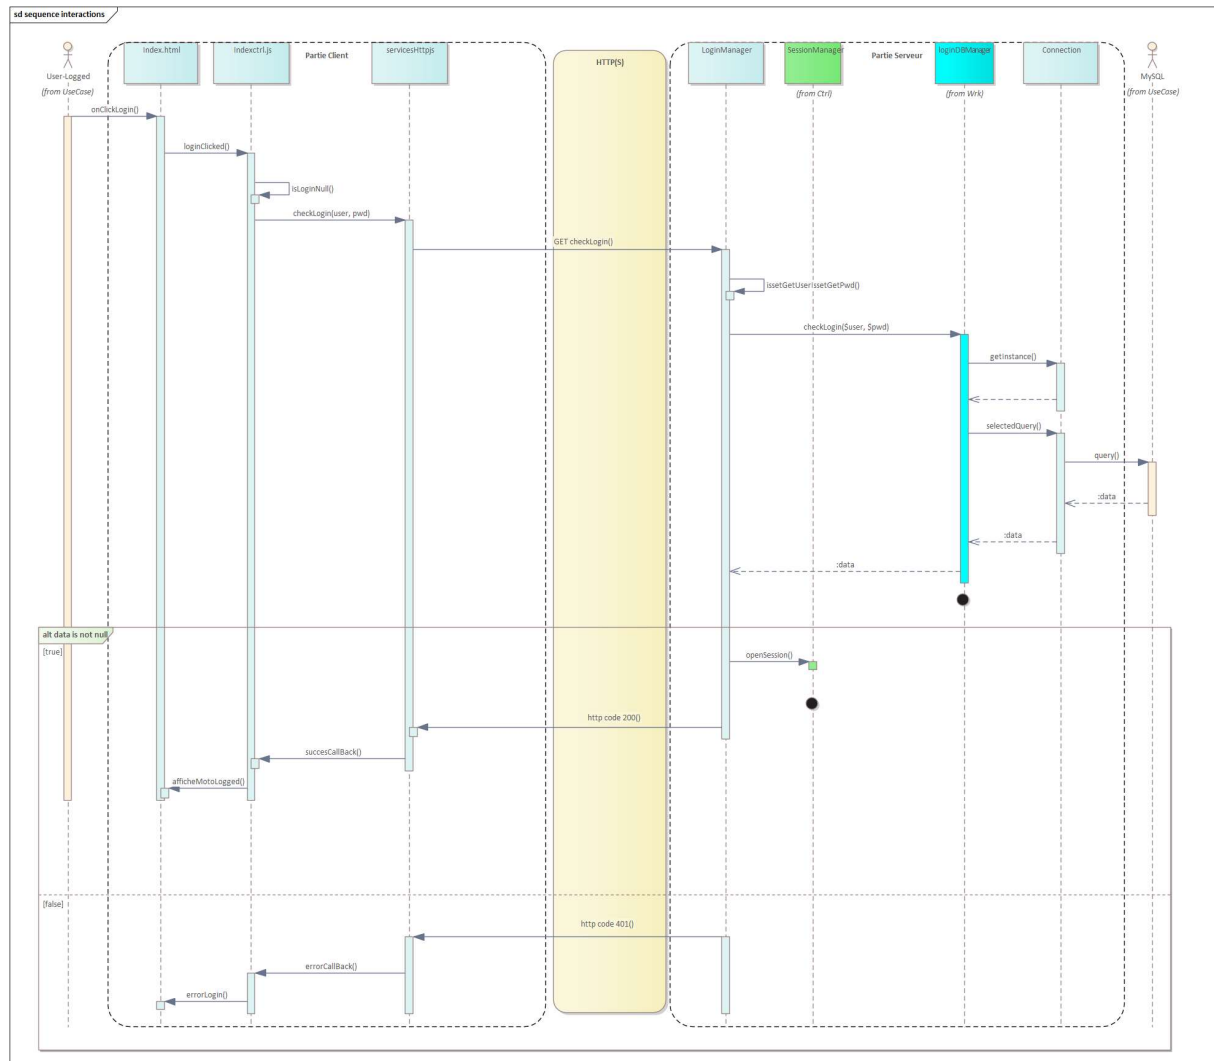 sd sequence interactions
Index.html
Indexctrl.js
Partie Client
servicesHttpjs
HTTP(S)
LoginManager
SessionManager
Partie Serveur
loginDBManager
Connection
User-Logged
(from UseCase)
(from Ctrl)
(from Wrk)
MySQL
(from UseCase)
onClickLogin()
loginClicked()
isLoginNull()
checkLogin(user, pwd)
GET checkLogin()
issetGetUserIssetGetPwd()
checkLogin($user, $pwd)
getInstance()
selectedQuery()
query()
:data
:data
:data
alt data is not null
[true]
openSession()
http code 200()
succesCallBack()
afficheMotoLogged()
[false]
http code 401()
errorCallBack()
errorLogin()